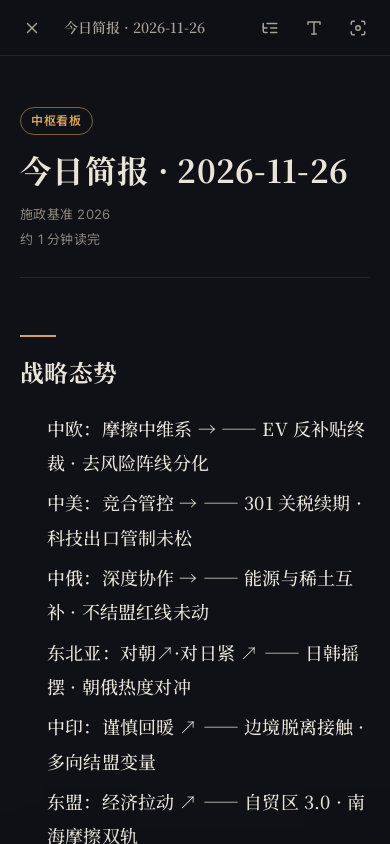 今日简报 · 2026-11-26
中枢看板
今日简报 · 2026-11-26
施政基准 2026
约 1 分钟读完
战略态势
中欧：摩擦中维系 → —— EV 反补贴终
裁 · 去风险阵线分化
中美：竞合管控 → —— 301 关税续期 ·
科技出口管制未松
中俄：深度协作 → —— 能源与稀土互
补 · 不结盟红线未动
东北亚：对朝↗·对日紧 ↗ —— 日韩摇
摆 · 朝俄热度对冲
中印：谨慎回暖 ↗ —— 边境脱离接触 ·
多向结盟变量
东盟：经济拉动 ↗ —— 自贸区 3.0 · 南
海摩擦双轨